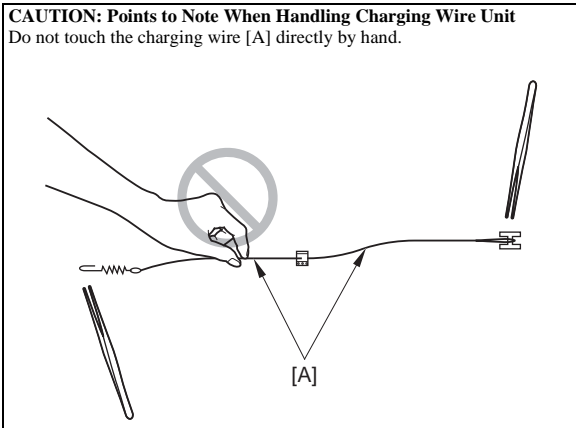 CAUTION: Points to Note When Handling Charging Wire Unit
Do not touch the charging wire [A] directly by hand.
[A]